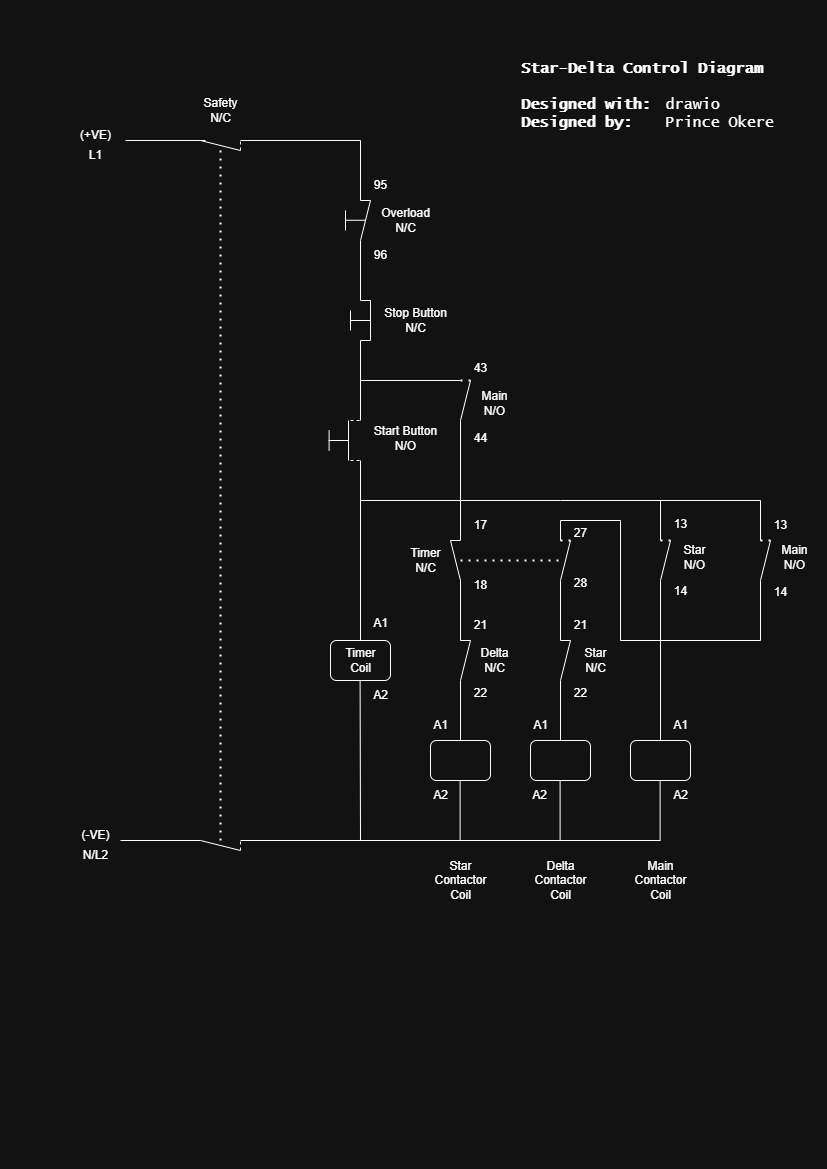 Star-Delta Control Diagram
Designed with: drawio
Designed by: Prince Okere
Safety
N/C
(+VE)
L1
95
Overload
N/C
96
Stop Button
N/C
43
Main
N/O
44
Start Button
N/O
17
Timer
N/C
18
27
28
13
Star
N/O
14
13
Main
N/O
14
21
Delta
N/C
22
21
Star
N/C
22
A1
Timer
Coil
A2
A1
A2
A1
A2
A1
A2
(-VE)
N/L2
Star
Contactor
Coil
Delta
Contactor
Coil
Main
Contactor
Coil